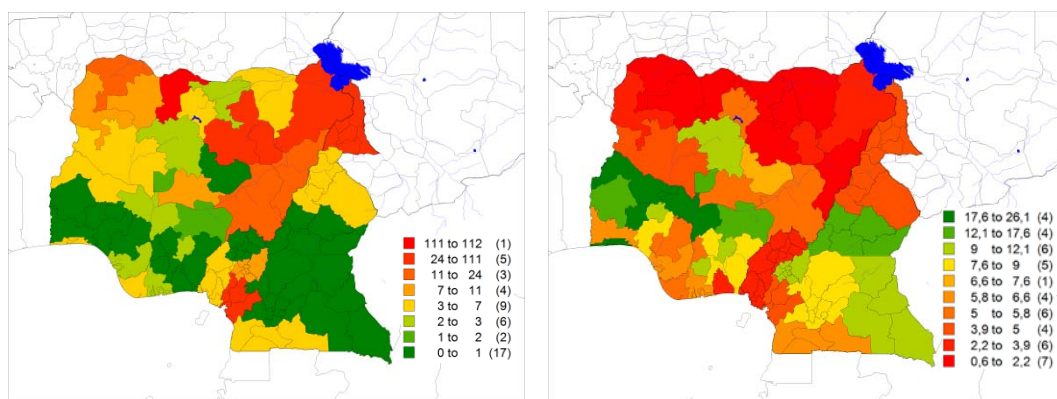 111 to 112 (1)
24 to 111 (5)
11 to 24 (3)
7 to 11 (4)
3 to 7 (9)
2 to 3 (6)
1 to 2 (2)
0 to 1 (17)
17,6 to 26,1 (4)
12,1 to 17,6 (4)
9 to 12,1 (6)
7,6 to 9 (5)
6,6 to 7,6 (1)
5,8 to 6,6 (4)
5 to 5,8 (6)
3,9 to 5 (4)
2,2 to 3,9 (6)
0,6 to 2,2 (7)